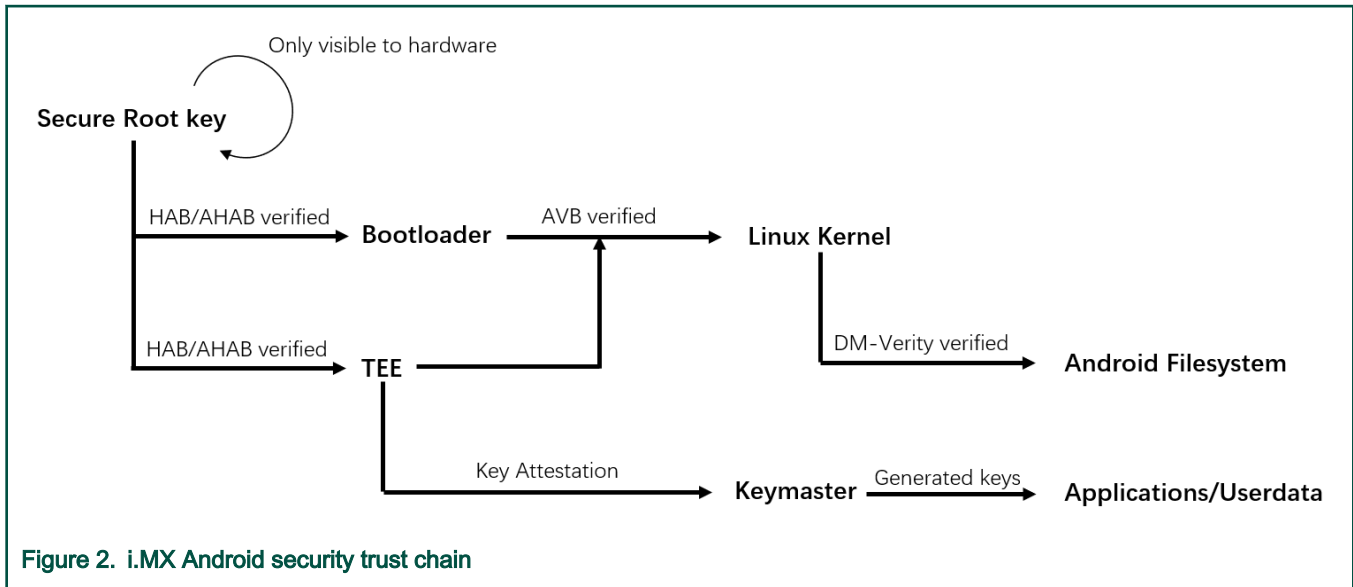 Only visible to hardware
Secure Root key
HAB/AHAB verified
Bootloader
AVB verified
Linux Kernel
HAB/AHAB verified
TEE
DM-Verity verified
Android Filesystem
Key Attestation
Keymaster
Generated keys
Applications/Userdata
Figure 2. i.MX Android security trust chain